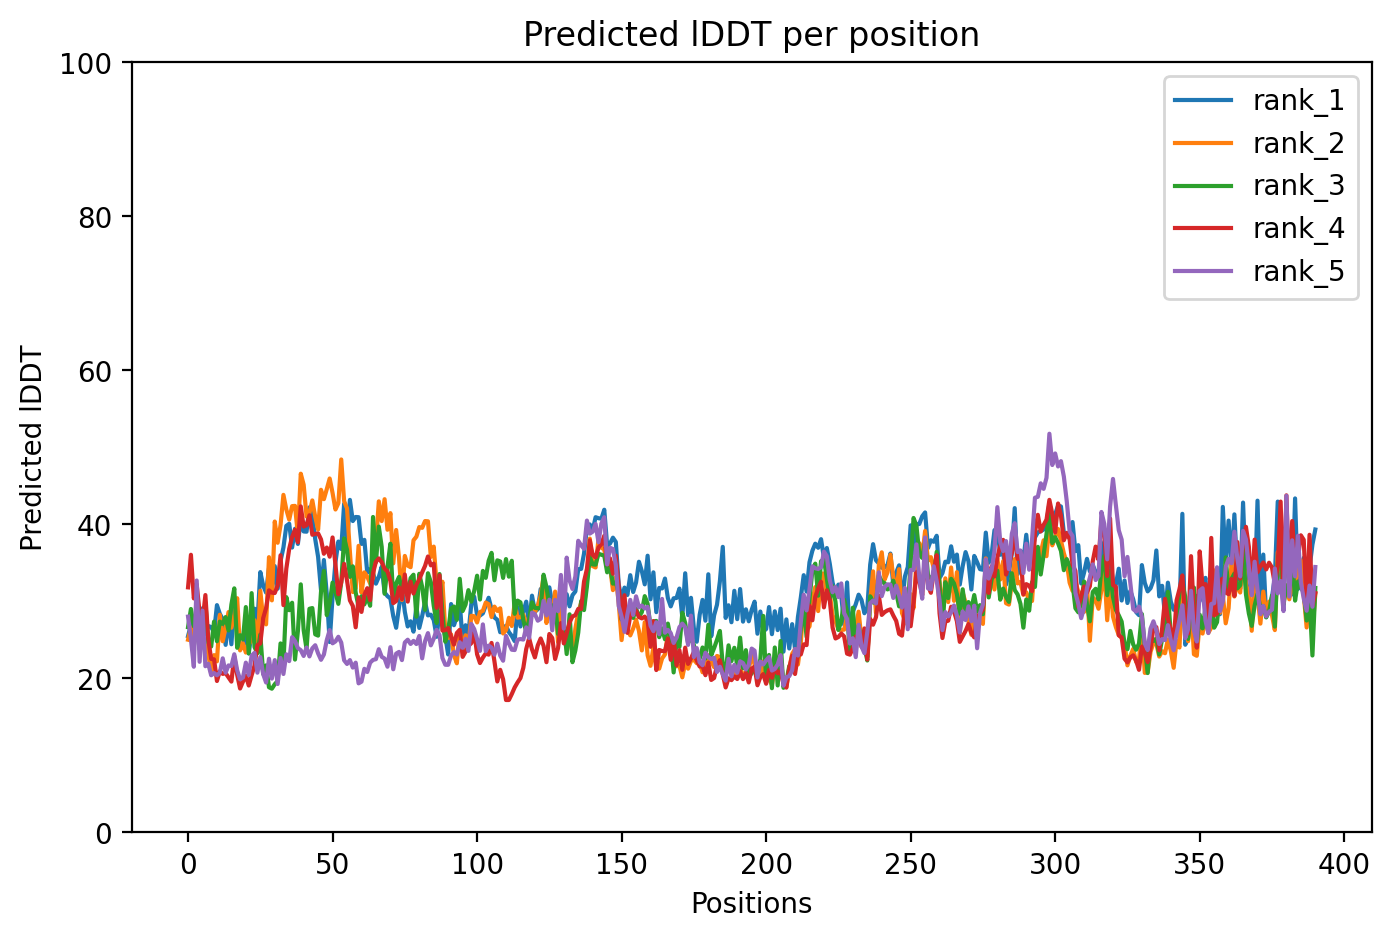 Predicted lDDT per position
100
80
60
40
20
0
Predicted lDDT
rank_1
rank_2
rank_3
rank_4
rank_5
0 50 100 150 200 250 300 350 400
Positions